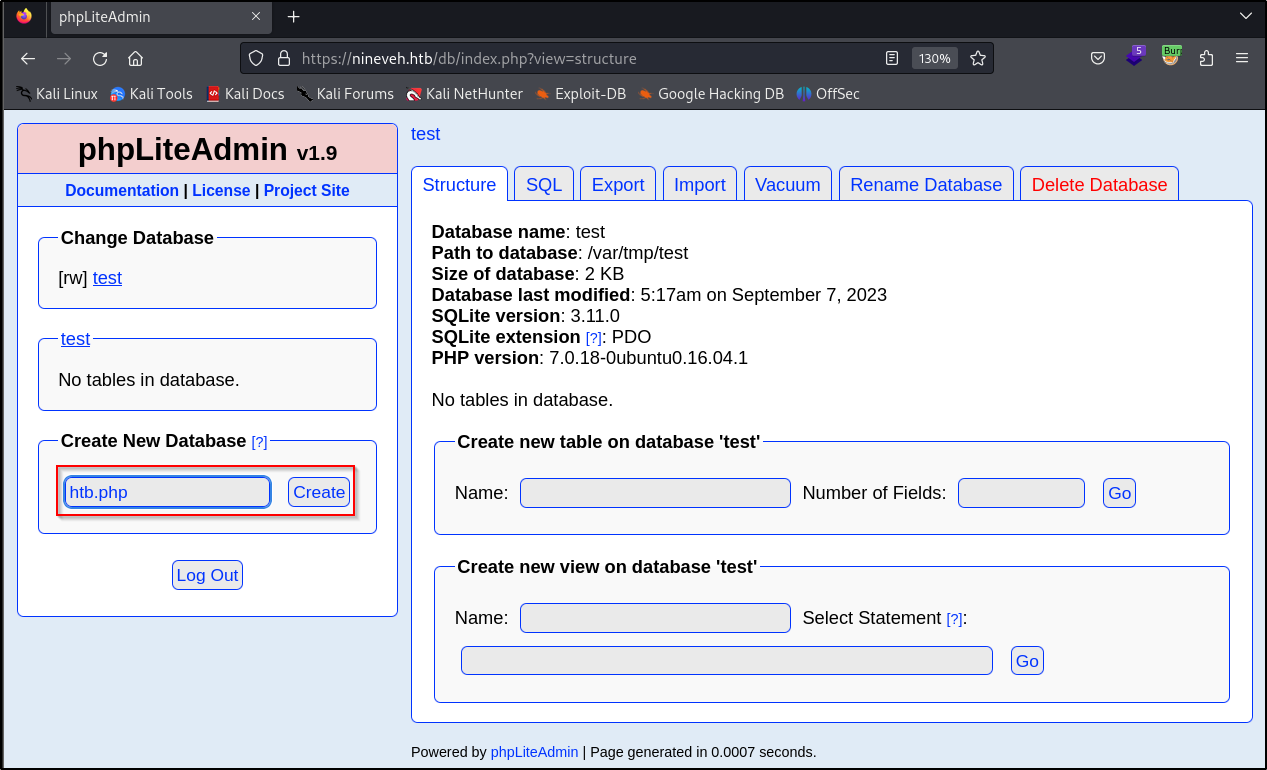 phpLiteAdmin
https://nineveh.htb/db/index.php?view=structure
130%
5
Burr
Kali Linux Kali Tools Kali Docs Kali Forums Kali NetHunter Exploit-DB Google Hacking DB OffSec
phpLiteAdmin v1.9
Documentation | License | Project Site
Change Database
[rw] test
test
No tables in database.
Create New Database [?]
htb.php Create
Log Out
test
Structure SQL Export Import Vacuum Rename Database Delete Database
Database name: test
Path to database: /var/tmp/test
Size of database: 2 KB
Database last modified: 5:17am on September 7, 2023
SQLite version: 3.11.0
SQLite extension [?]: PDO
PHP version: 7.0.18-0ubuntu0.16.04.1
No tables in database.
Create new table on database 'test'
Name: Number of Fields: Go
Create new view on database 'test'
Name: Select Statement [?]:
Go
Powered by phpLiteAdmin | Page generated in 0.0007 seconds.